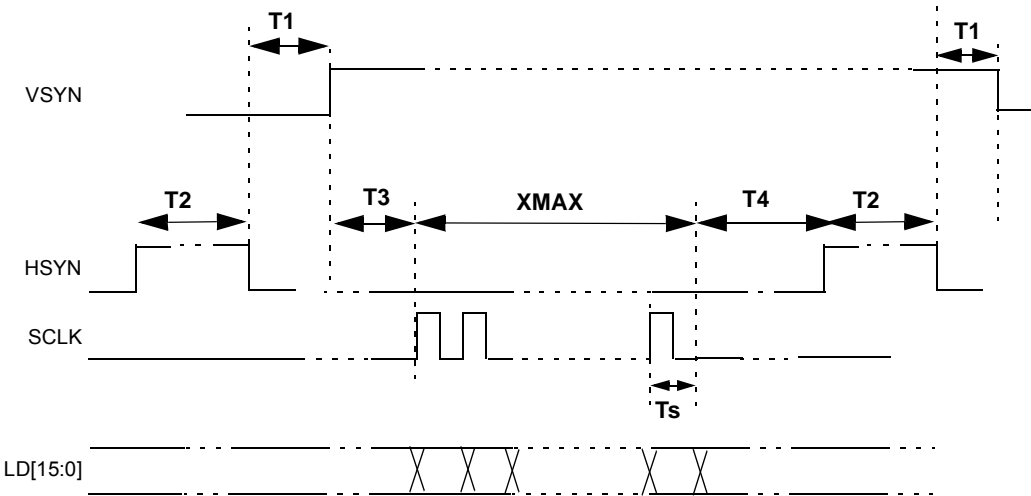 T1
T1
VSYN
T2
T3
XMAX
T4
T2
HSYN
SCLK
Ts
LD[15:0]